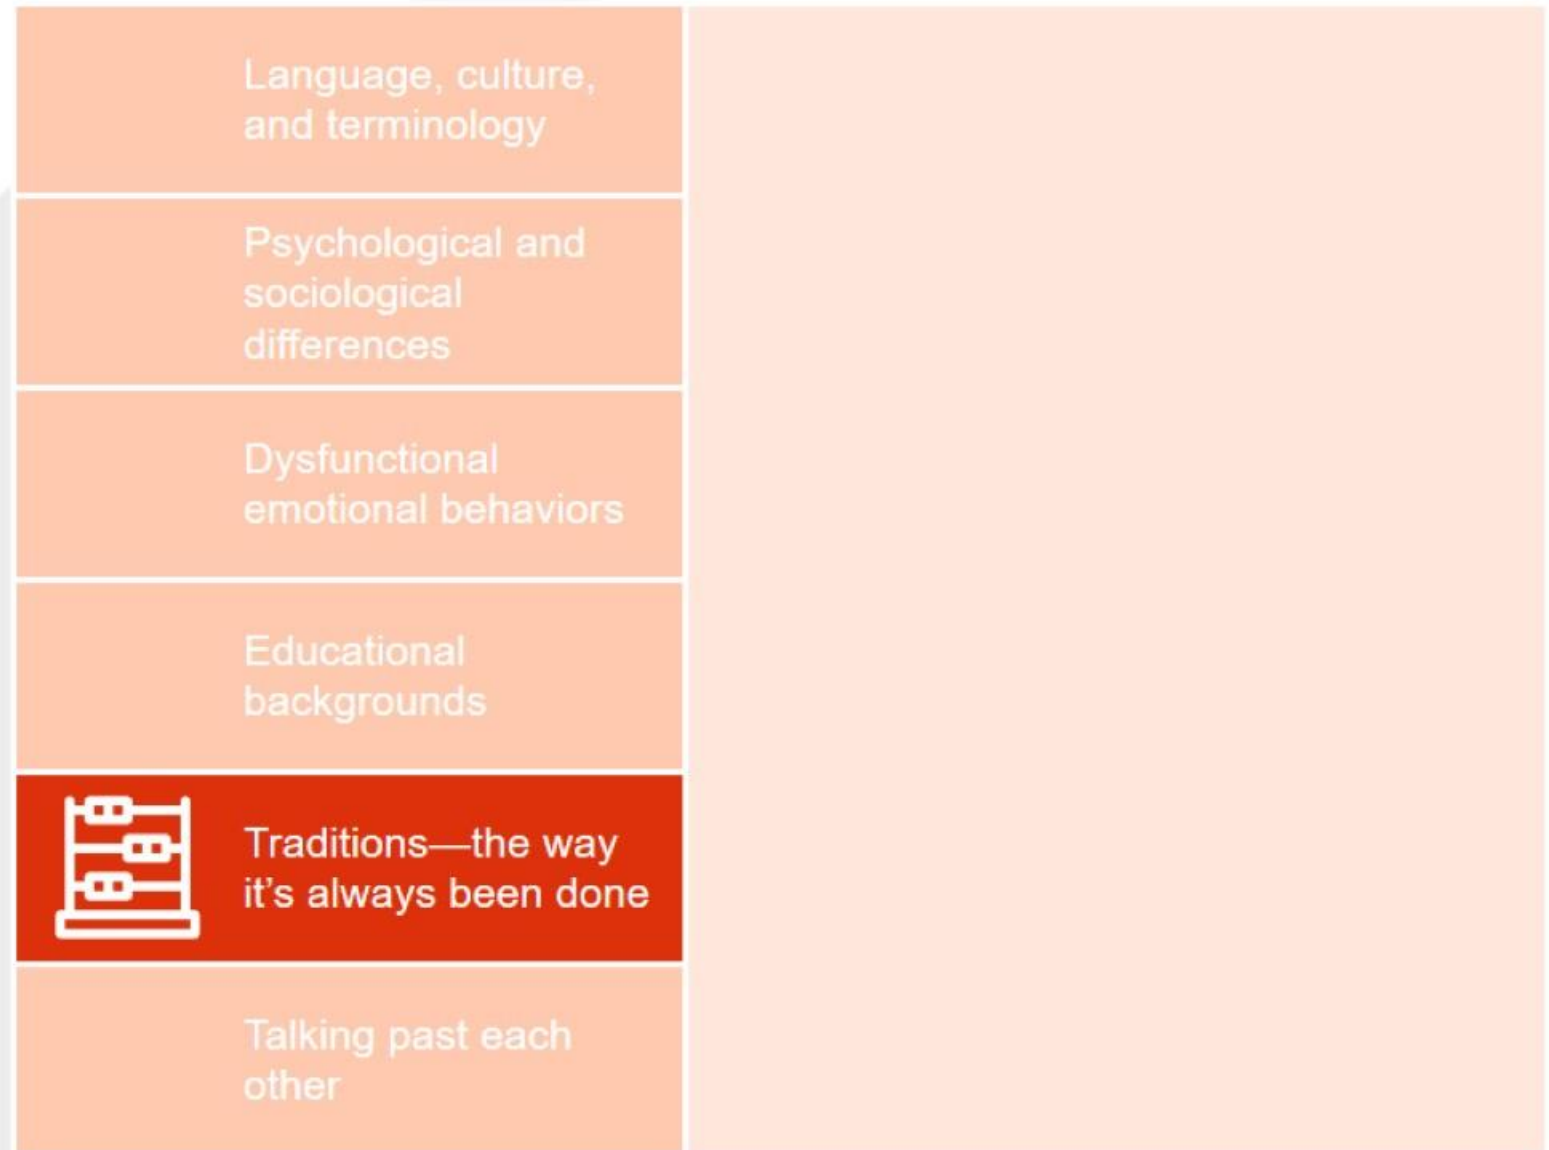 Language, culture,
and terminology
Psychological and
sociological
differences
Dysfunctional
emotional behaviors
Educational
backgrounds
Traditions—the way
it’s always been done
Talking past each
other